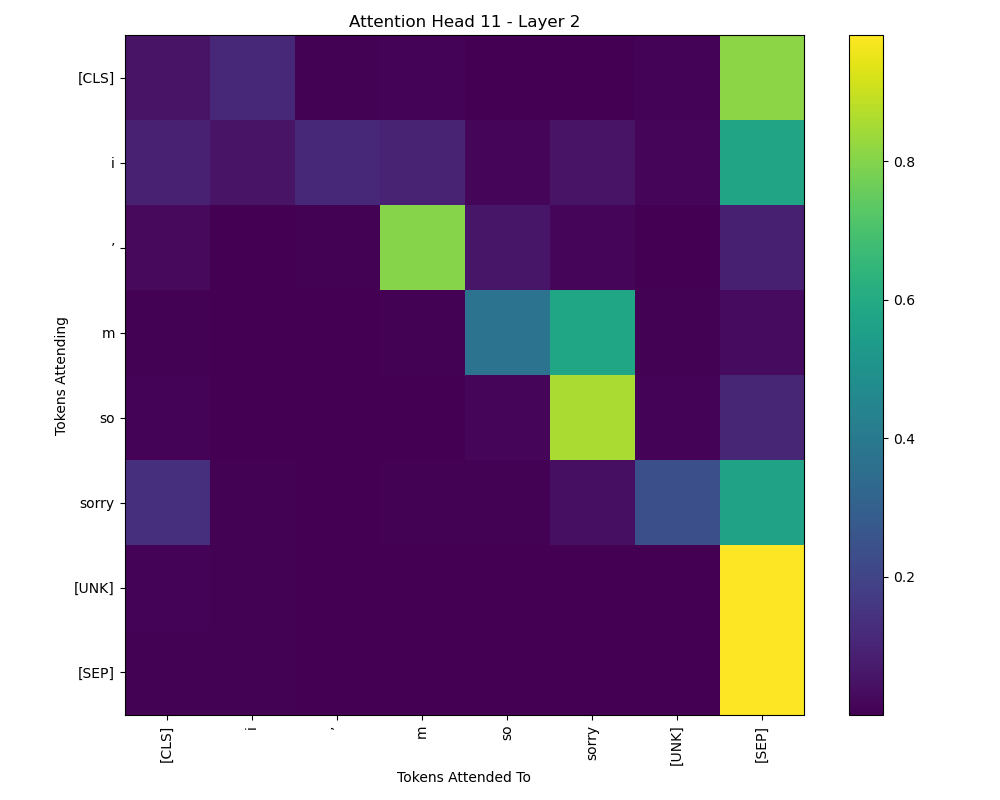 Attention Head 11 - Layer 2
Tokens Attending
[CLS]
i
’
m
so
sorry
[UNK]
[SEP]
[CLS]
i
’
m
so
sorry
[UNK]
[SEP]
Tokens Attended To
0.8
0.6
0.4
0.2